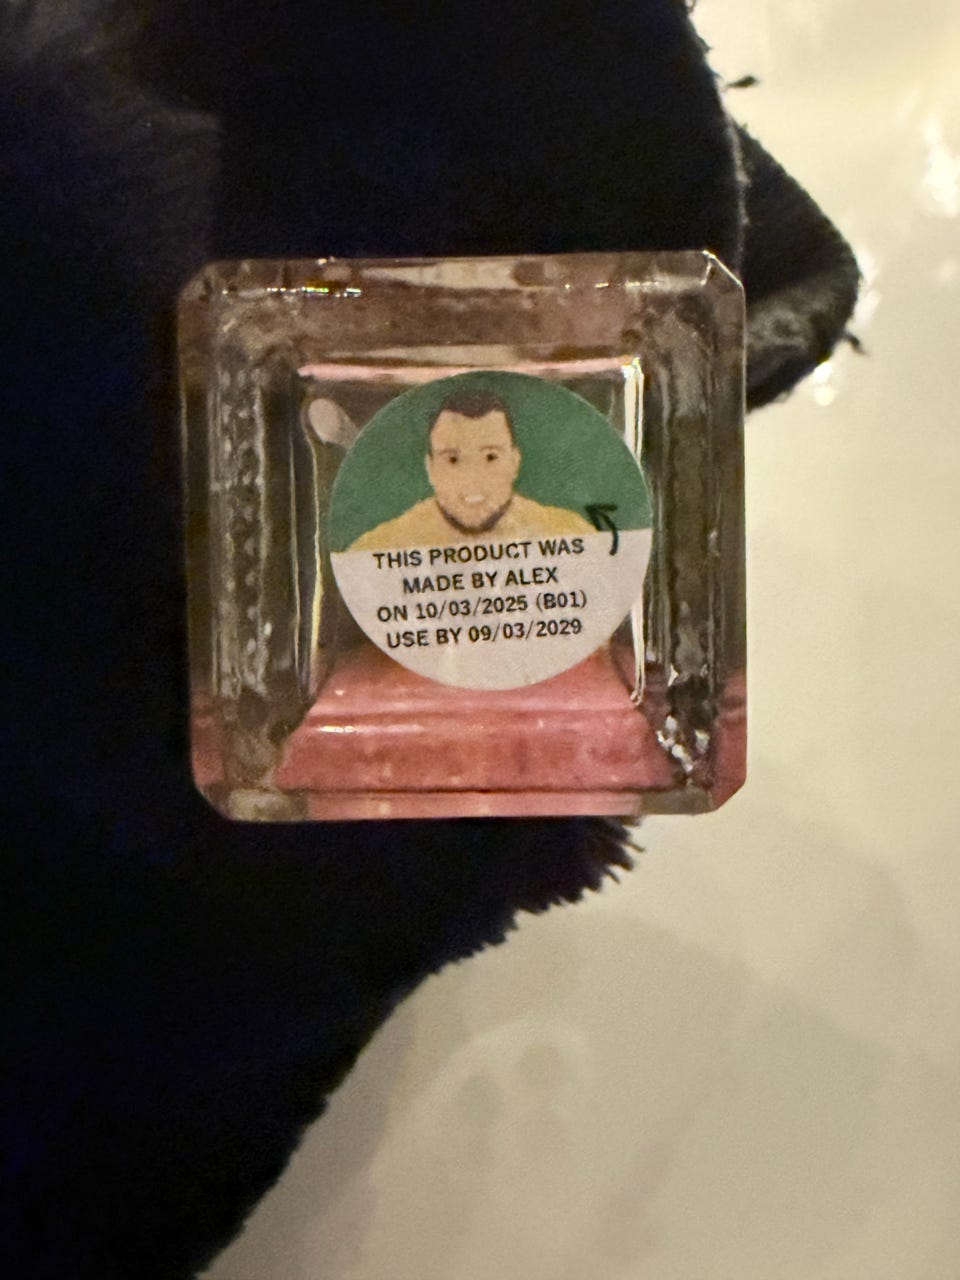 THIS PRODUCT WAS
MADE BY ALEX
ON 10/03/2025 (B01)
USE BY 09/03/2029